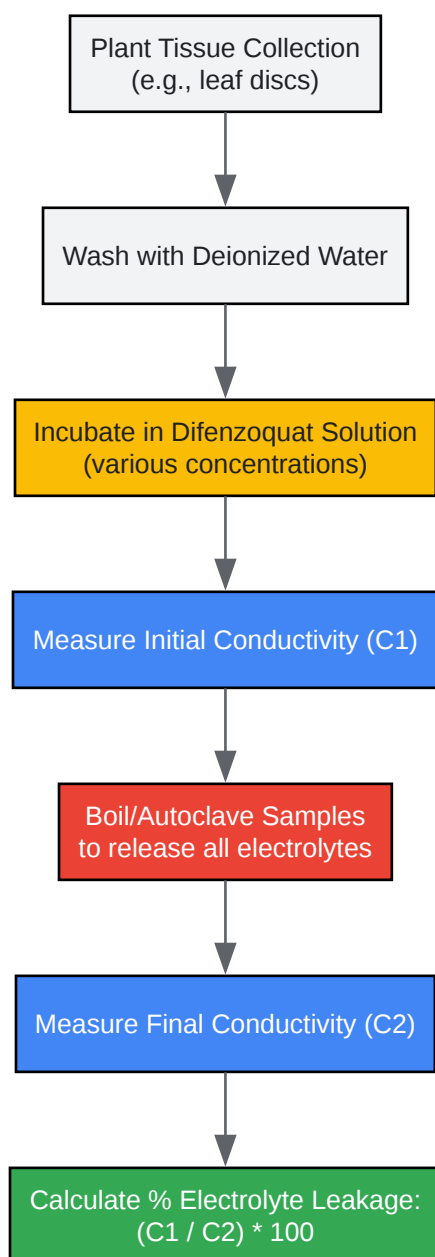 Plant Tissue Collection
(e.g., leaf discs)
Wash with Deionized Water
Incubate in Difenzoquat Solution
(various concentrations)
Measure Initial Conductivity (C1)
Boil/Autoclave Samples
to release all electrolytes
Measure Final Conductivity (C2)
Calculate % Electrolyte Leakage:
(C1 / C2) * 100